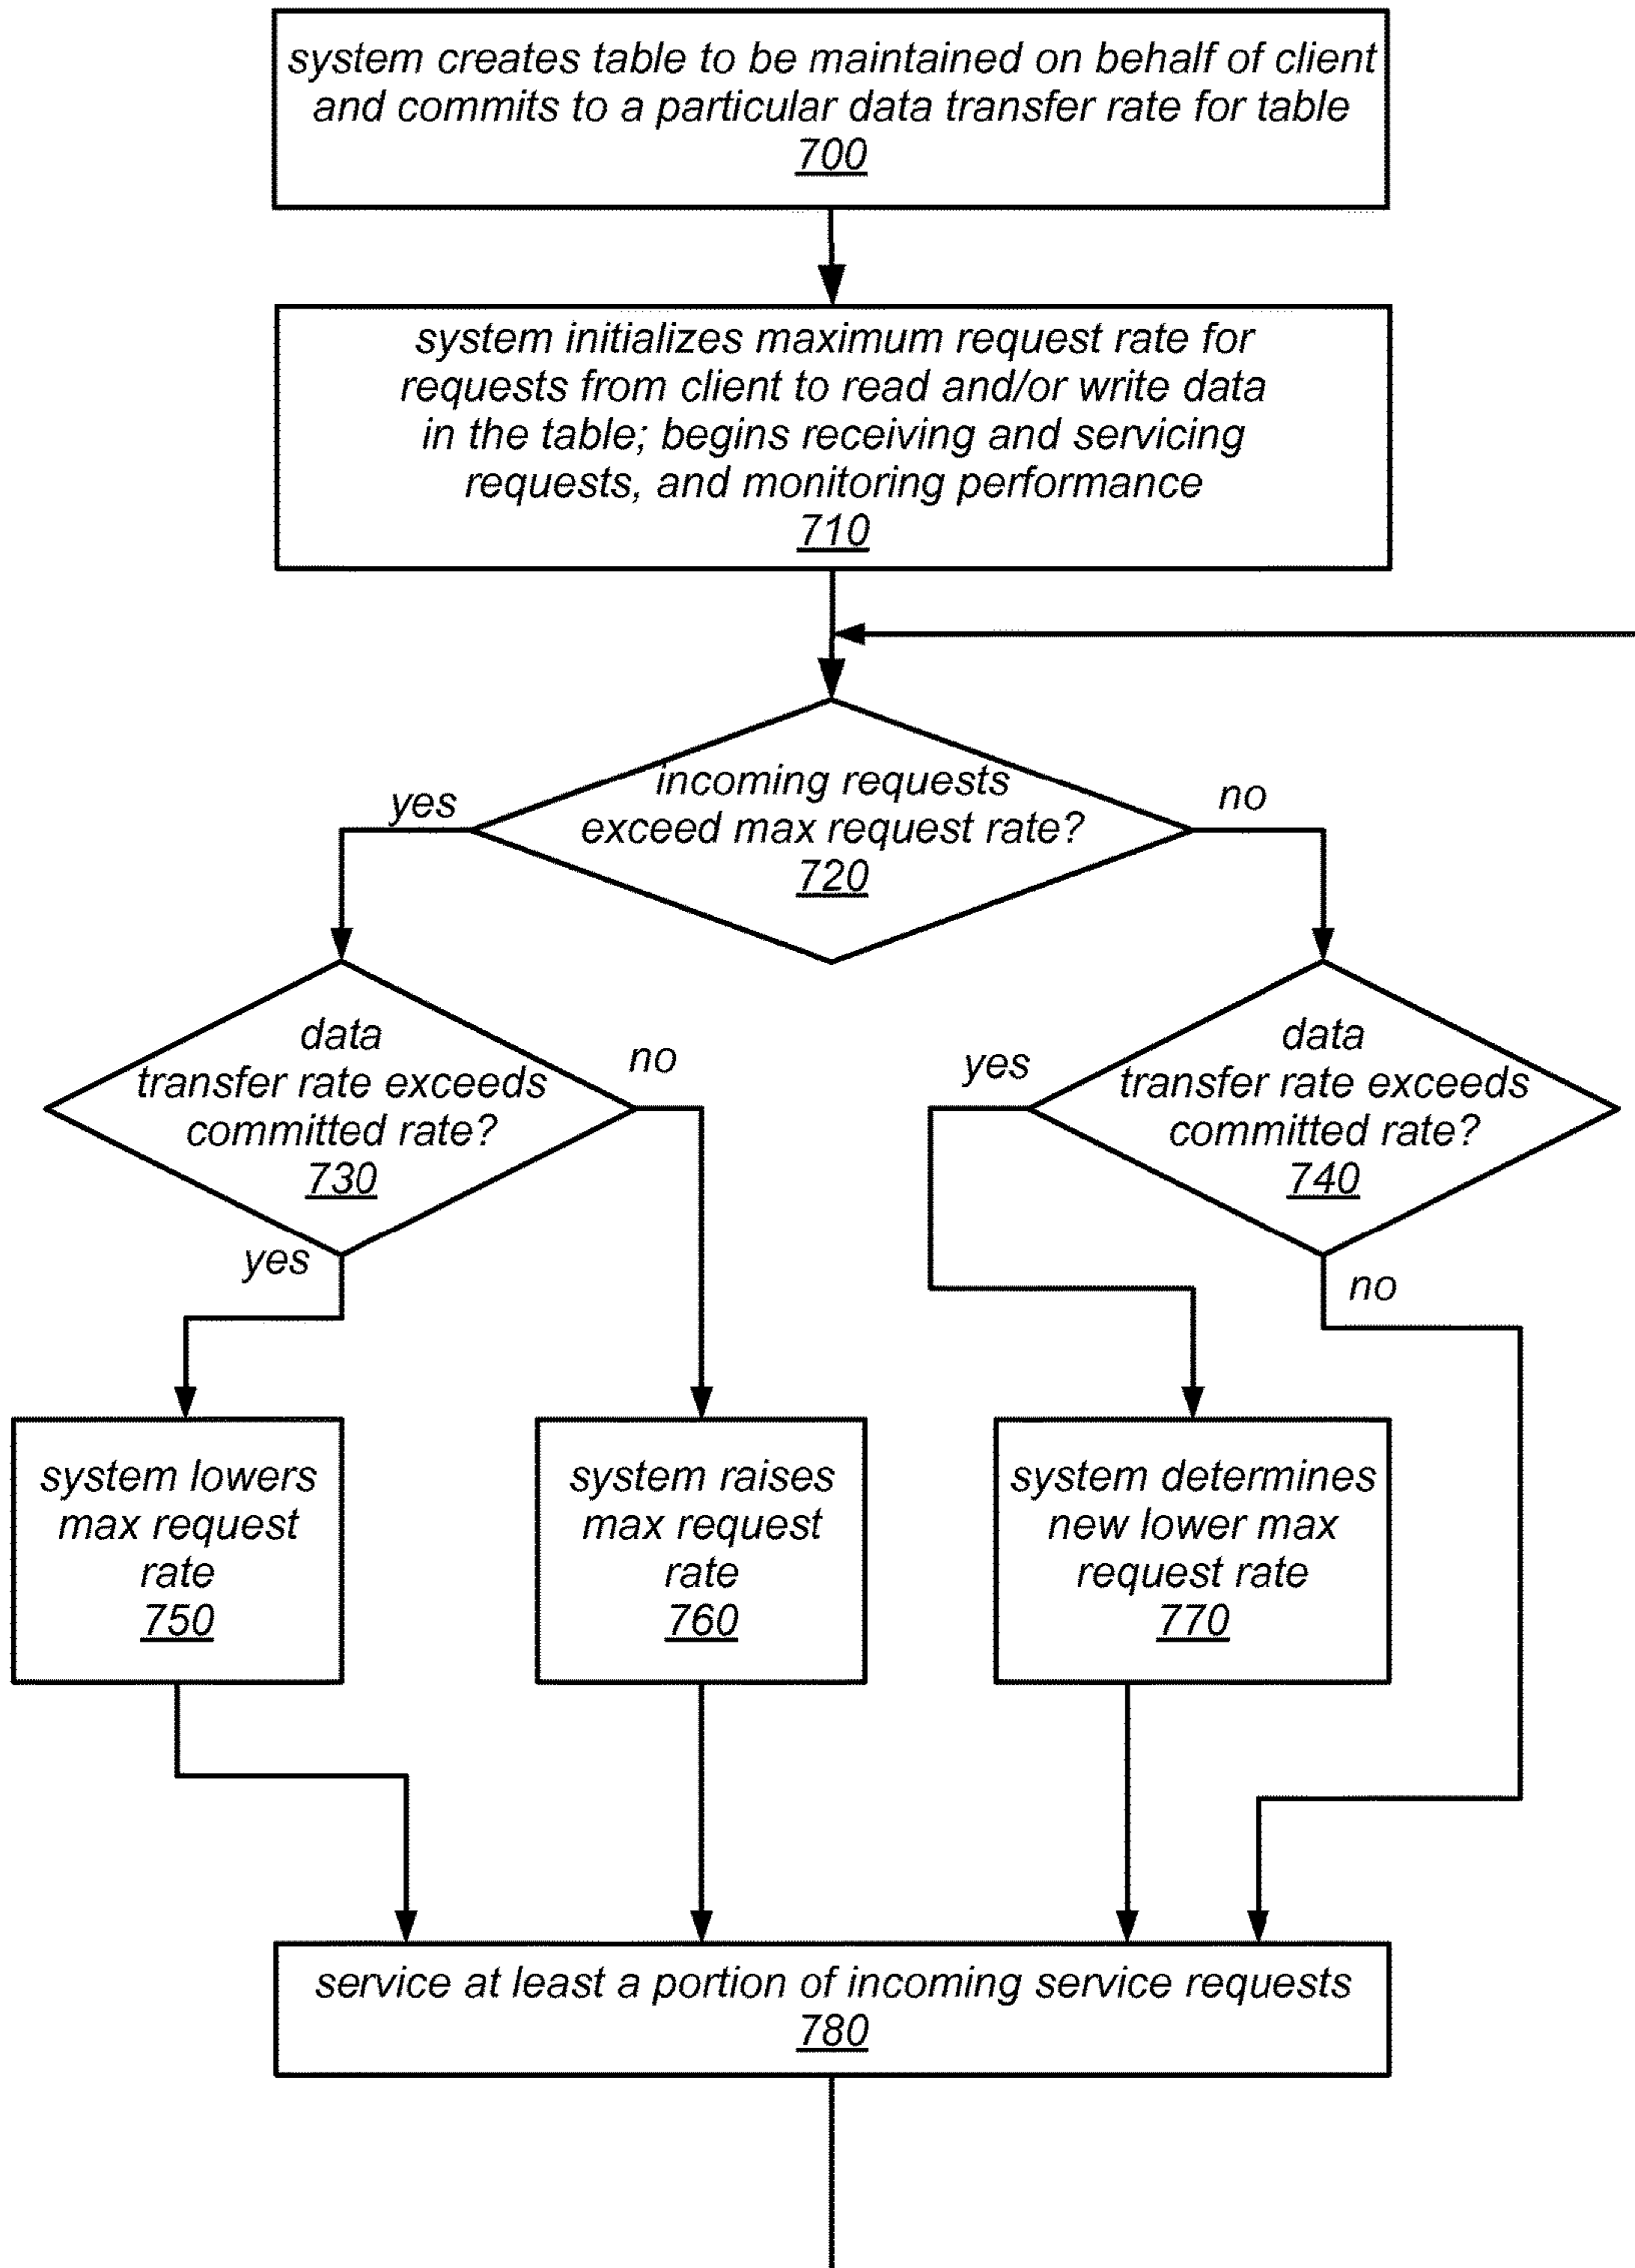 system creates table to be maintained on behalf of client
and commits to a particular data transfer rate for table
700
system initializes maximum request rate for
requests from client to read and/or write data
in the table; begins receiving and servicing
requests, and monitoring performance
710
incoming requests
exceed max request rate?
720
yes
no
data
transfer rate exceeds
committed rate?
730
yes
no
data
transfer rate exceeds
committed rate?
740
yes
no
system lowers
max request
rate
750
system raises
max request
rate
760
system determines
new lower max
request rate
770
service at least a portion of incoming service requests
780